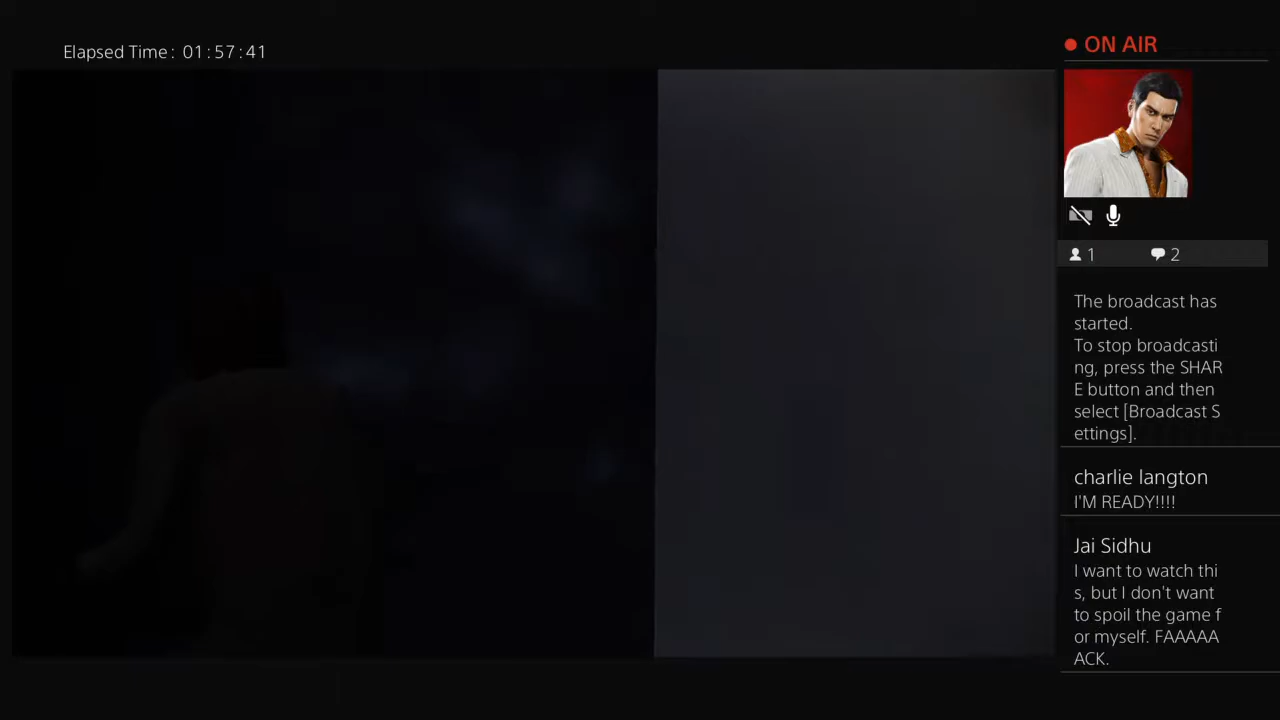 Elapsed Time: 01:57:41
ON AIR
1
2
The broadcast has
started.
To stop broadcasti
ng, press the SHAR
E button and then
select [Broadcast S
ettings].
charlie langton
I'M READY!!!!
Jai Sidhu
I want to watch thi
s, but I don't want
to spoil the game f
or myself. FAAAAA
ACK.